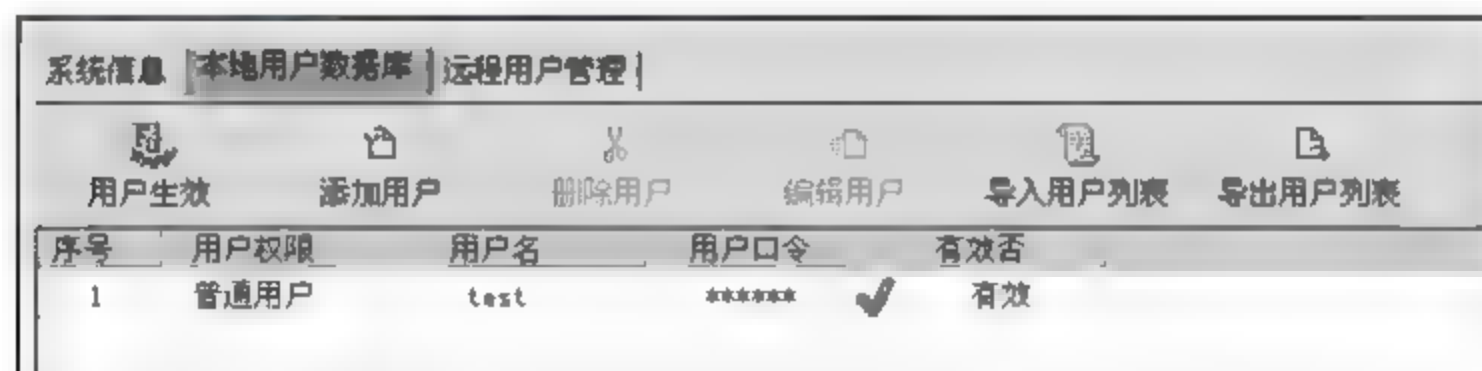 系统信息 本地用户数据库 远程用户管理
用户生效 添加用户 删除用户 编辑用户 导入用户列表 导出用户列表
序号 用户权限 用户名 用户口令 有效否
1 普通用户 test ****** ✔ 有效